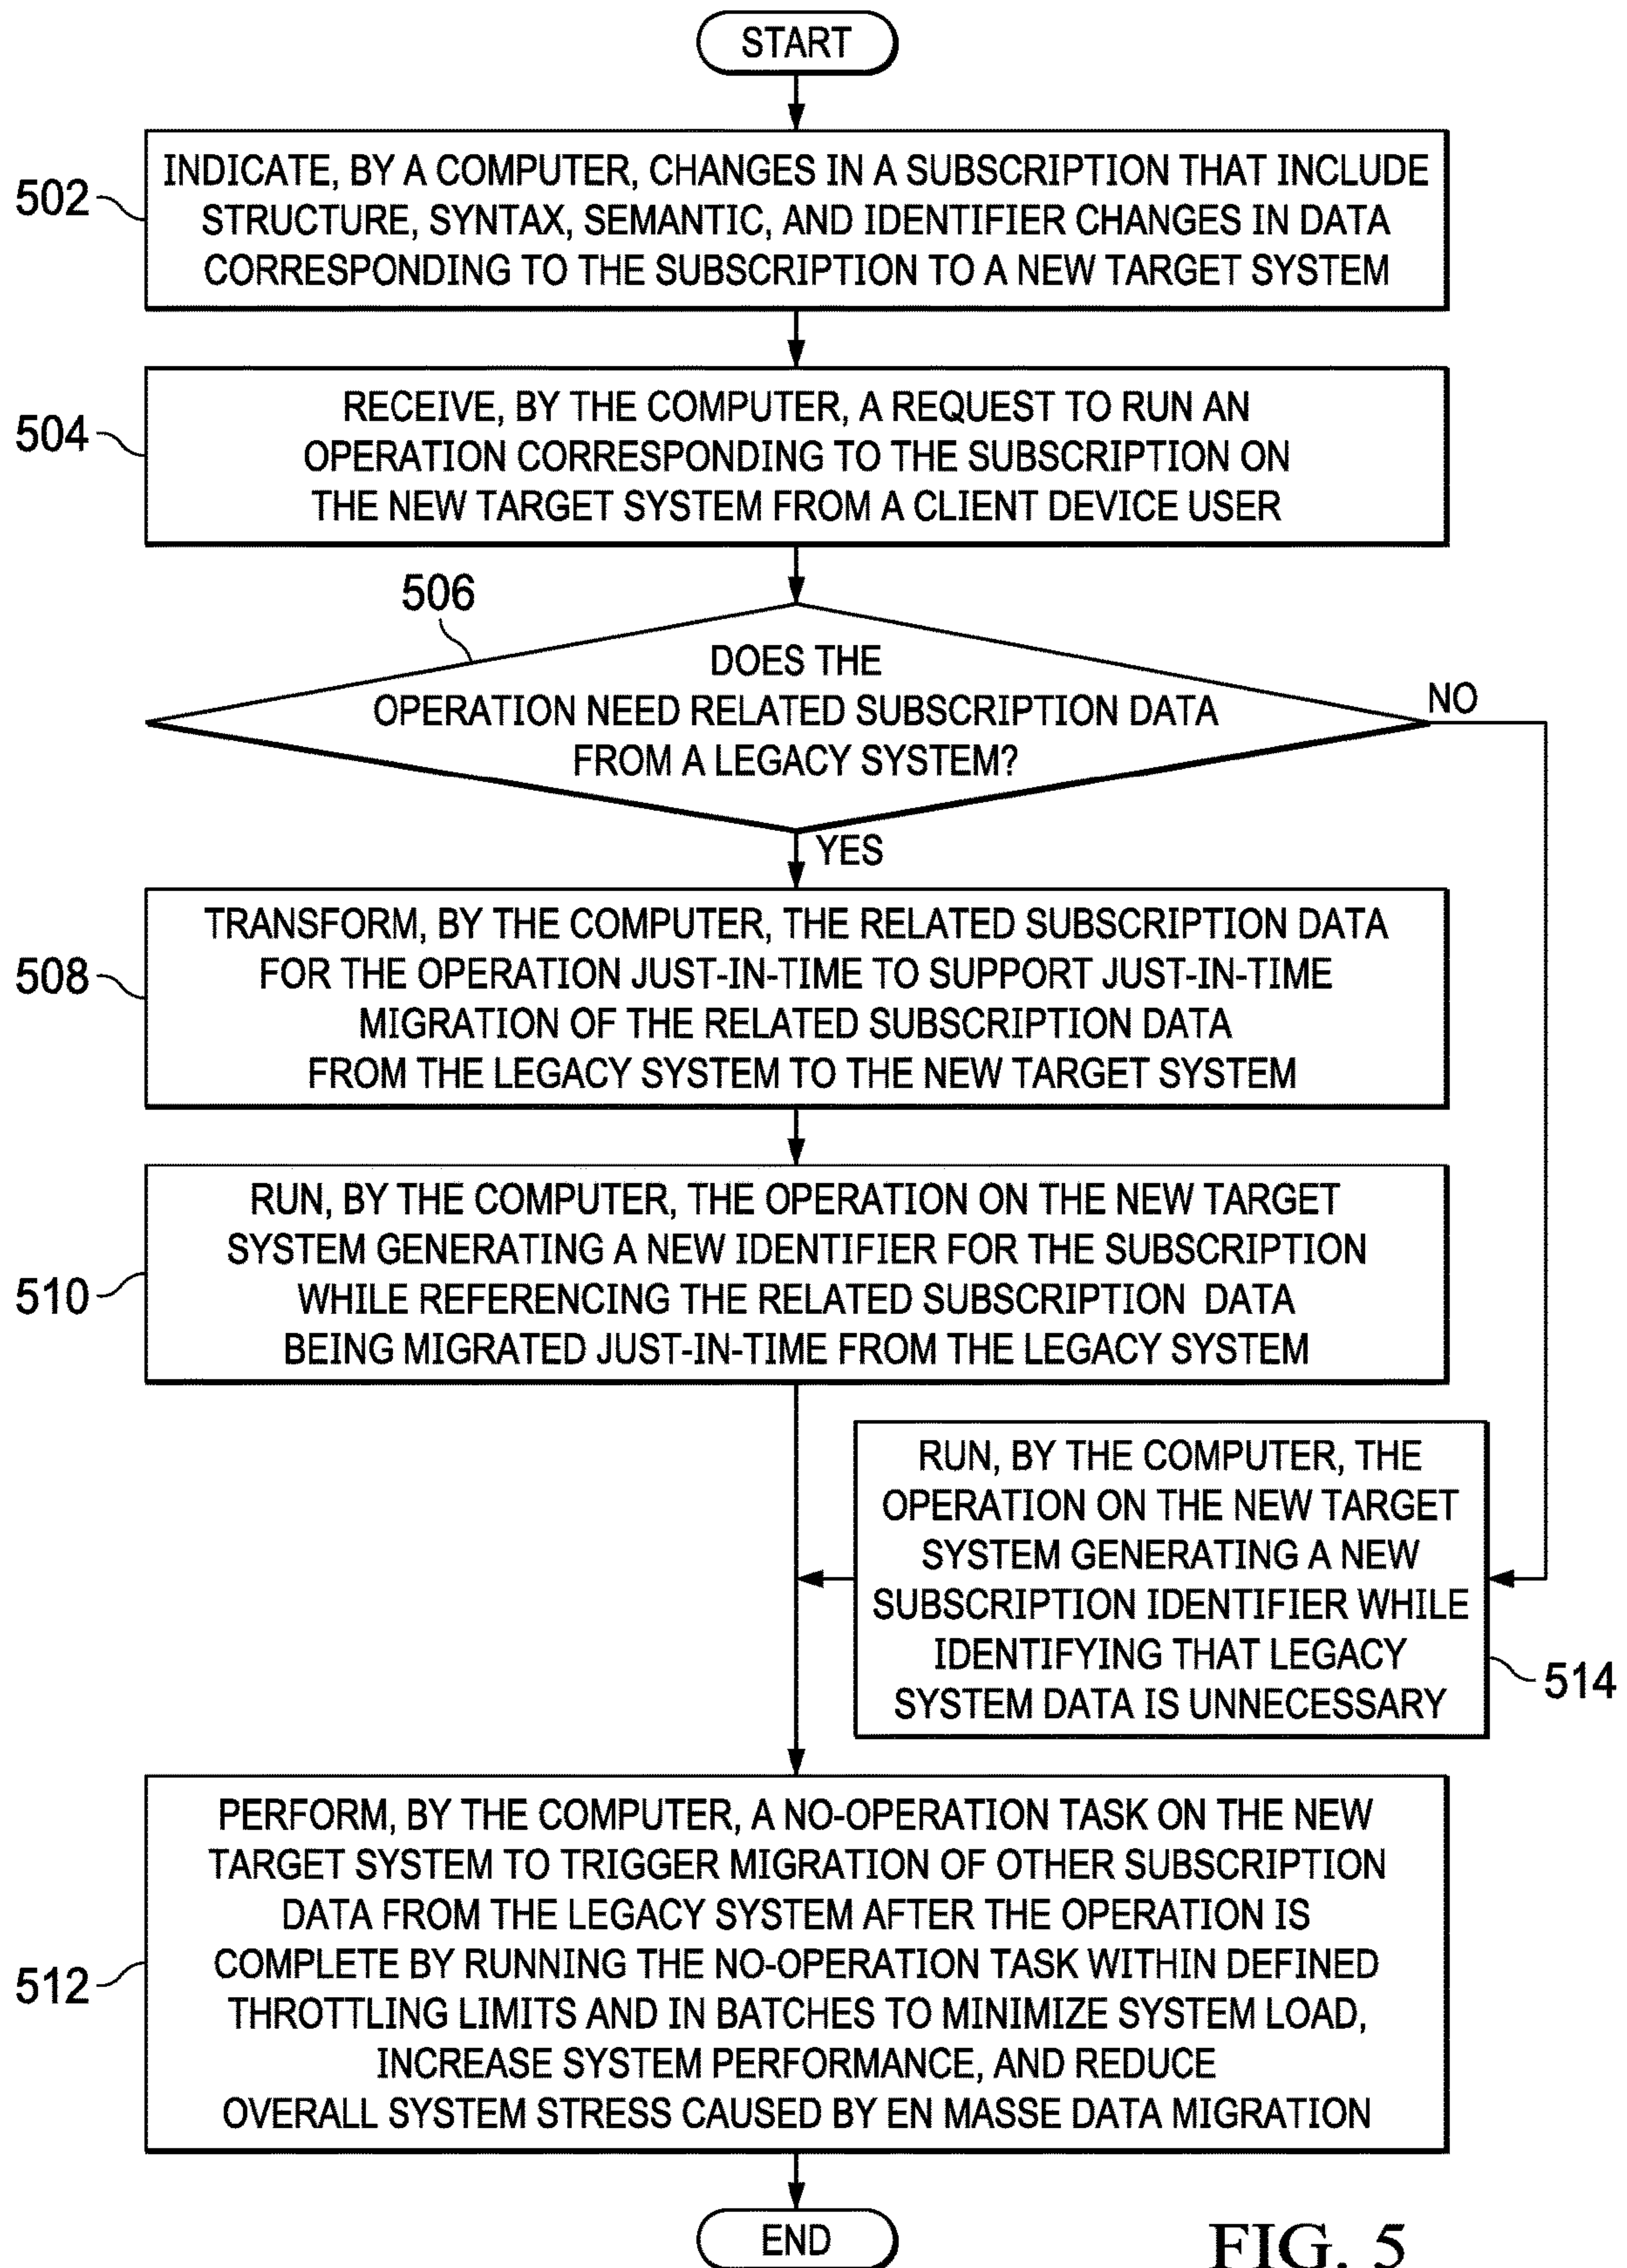 START
502
INDICATE, BY A COMPUTER, CHANGES IN A SUBSCRIPTION THAT INCLUDE
STRUCTURE, SYNTAX, SEMANTIC, AND IDENTIFIER CHANGES IN DATA
CORRESPONDING TO THE SUBSCRIPTION TO A NEW TARGET SYSTEM
504
RECEIVE, BY THE COMPUTER, A REQUEST TO RUN AN
OPERATION CORRESPONDING TO THE SUBSCRIPTION ON
THE NEW TARGET SYSTEM FROM A CLIENT DEVICE USER
506
DOES THE
OPERATION NEED RELATED SUBSCRIPTION DATA
FROM A LEGACY SYSTEM?
NO
YES
508
TRANSFORM, BY THE COMPUTER, THE RELATED SUBSCRIPTION DATA
FOR THE OPERATION JUST-IN-TIME TO SUPPORT JUST-IN-TIME
MIGRATION OF THE RELATED SUBSCRIPTION DATA
FROM THE LEGACY SYSTEM TO THE NEW TARGET SYSTEM
510
RUN, BY THE COMPUTER, THE OPERATION ON THE NEW TARGET
SYSTEM GENERATING A NEW IDENTIFIER FOR THE SUBSCRIPTION
WHILE REFERENCING THE RELATED SUBSCRIPTION DATA
BEING MIGRATED JUST-IN-TIME FROM THE LEGACY SYSTEM
RUN, BY THE COMPUTER, THE
OPERATION ON THE NEW TARGET
SYSTEM GENERATING A NEW
SUBSCRIPTION IDENTIFIER WHILE
IDENTIFYING THAT LEGACY
SYSTEM DATA IS UNNECESSARY
514
512
PERFORM, BY THE COMPUTER, A NO-OPERATION TASK ON THE NEW
TARGET SYSTEM TO TRIGGER MIGRATION OF OTHER SUBSCRIPTION
DATA FROM THE LEGACY SYSTEM AFTER THE OPERATION IS
COMPLETE BY RUNNING THE NO-OPERATION TASK WITHIN DEFINED
THROTTLING LIMITS AND IN BATCHES TO MINIMIZE SYSTEM LOAD,
INCREASE SYSTEM PERFORMANCE, AND REDUCE
OVERALL SYSTEM STRESS CAUSED BY EN MASSE DATA MIGRATION
END
FIG. 5